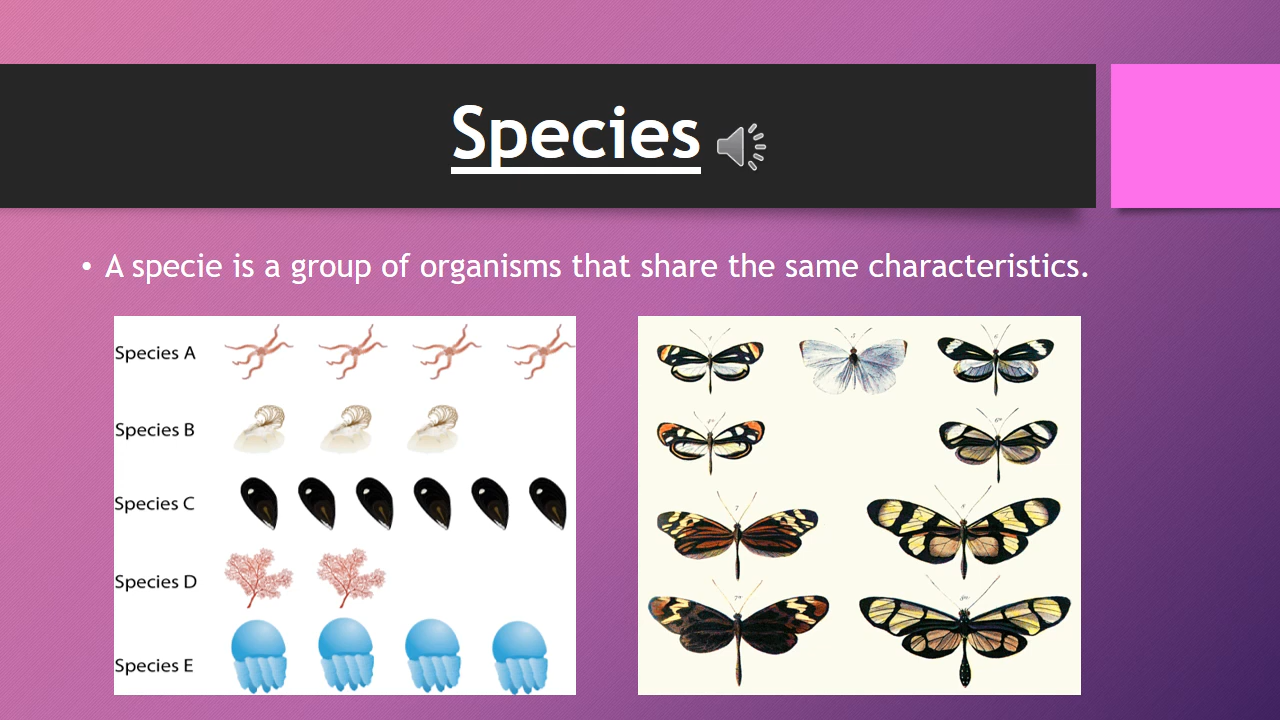 Species
• A specie is a group of organisms that share the same characteristics.
Species A
Species B
Species C
Species D
Species E